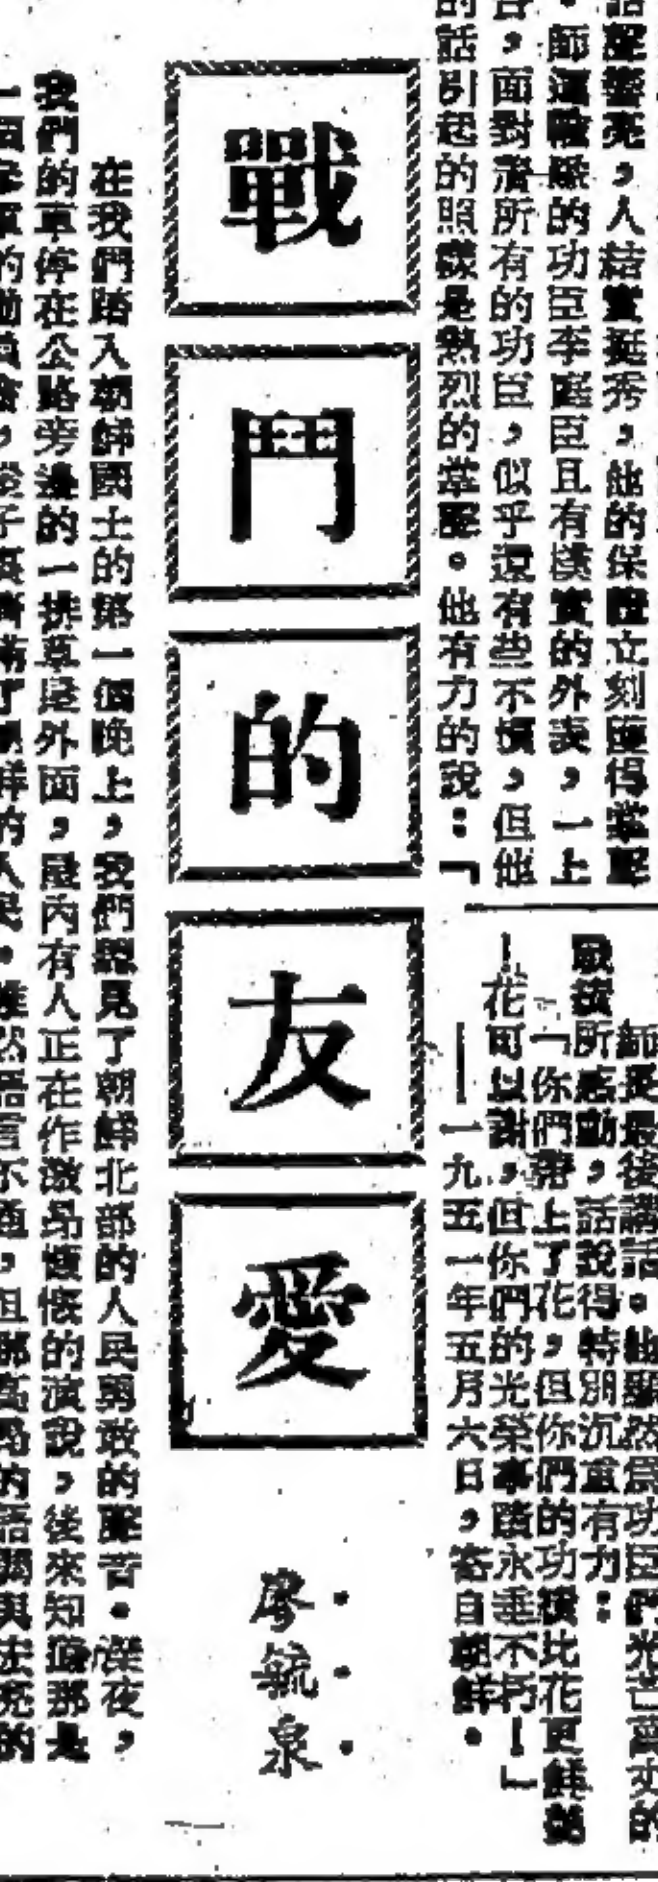 話聲響亮，人結實挺秀，他的保證立刻獲得掌聲
。師運輸隊的功臣李庭臣且有樸實的外表，一上
台，面對着所有的功臣，似乎還有些不慣，但他
的話引起的照樣是熱烈的掌聲。他有力的說：「
師長最後講話。他顯然爲功臣們光芒萬丈的
功績所感動，話說得特別沉重有力：
「你們帶上了花，但你們的功績比花更鮮艷
！花可以謝，但你們的光榮事蹟永垂不朽！」
——一九五一年五月六日，寄自朝鮮。
戰鬥的友愛
廖毓泉
在我們踏入朝鮮國土的第一個晚上，我們聽見了朝鮮北部的人民勇敢的聲音。深夜，
我們的車停在公路旁邊的一排草屋外面，屋內有人正在作激昂慷慨的演說，後來知道那是